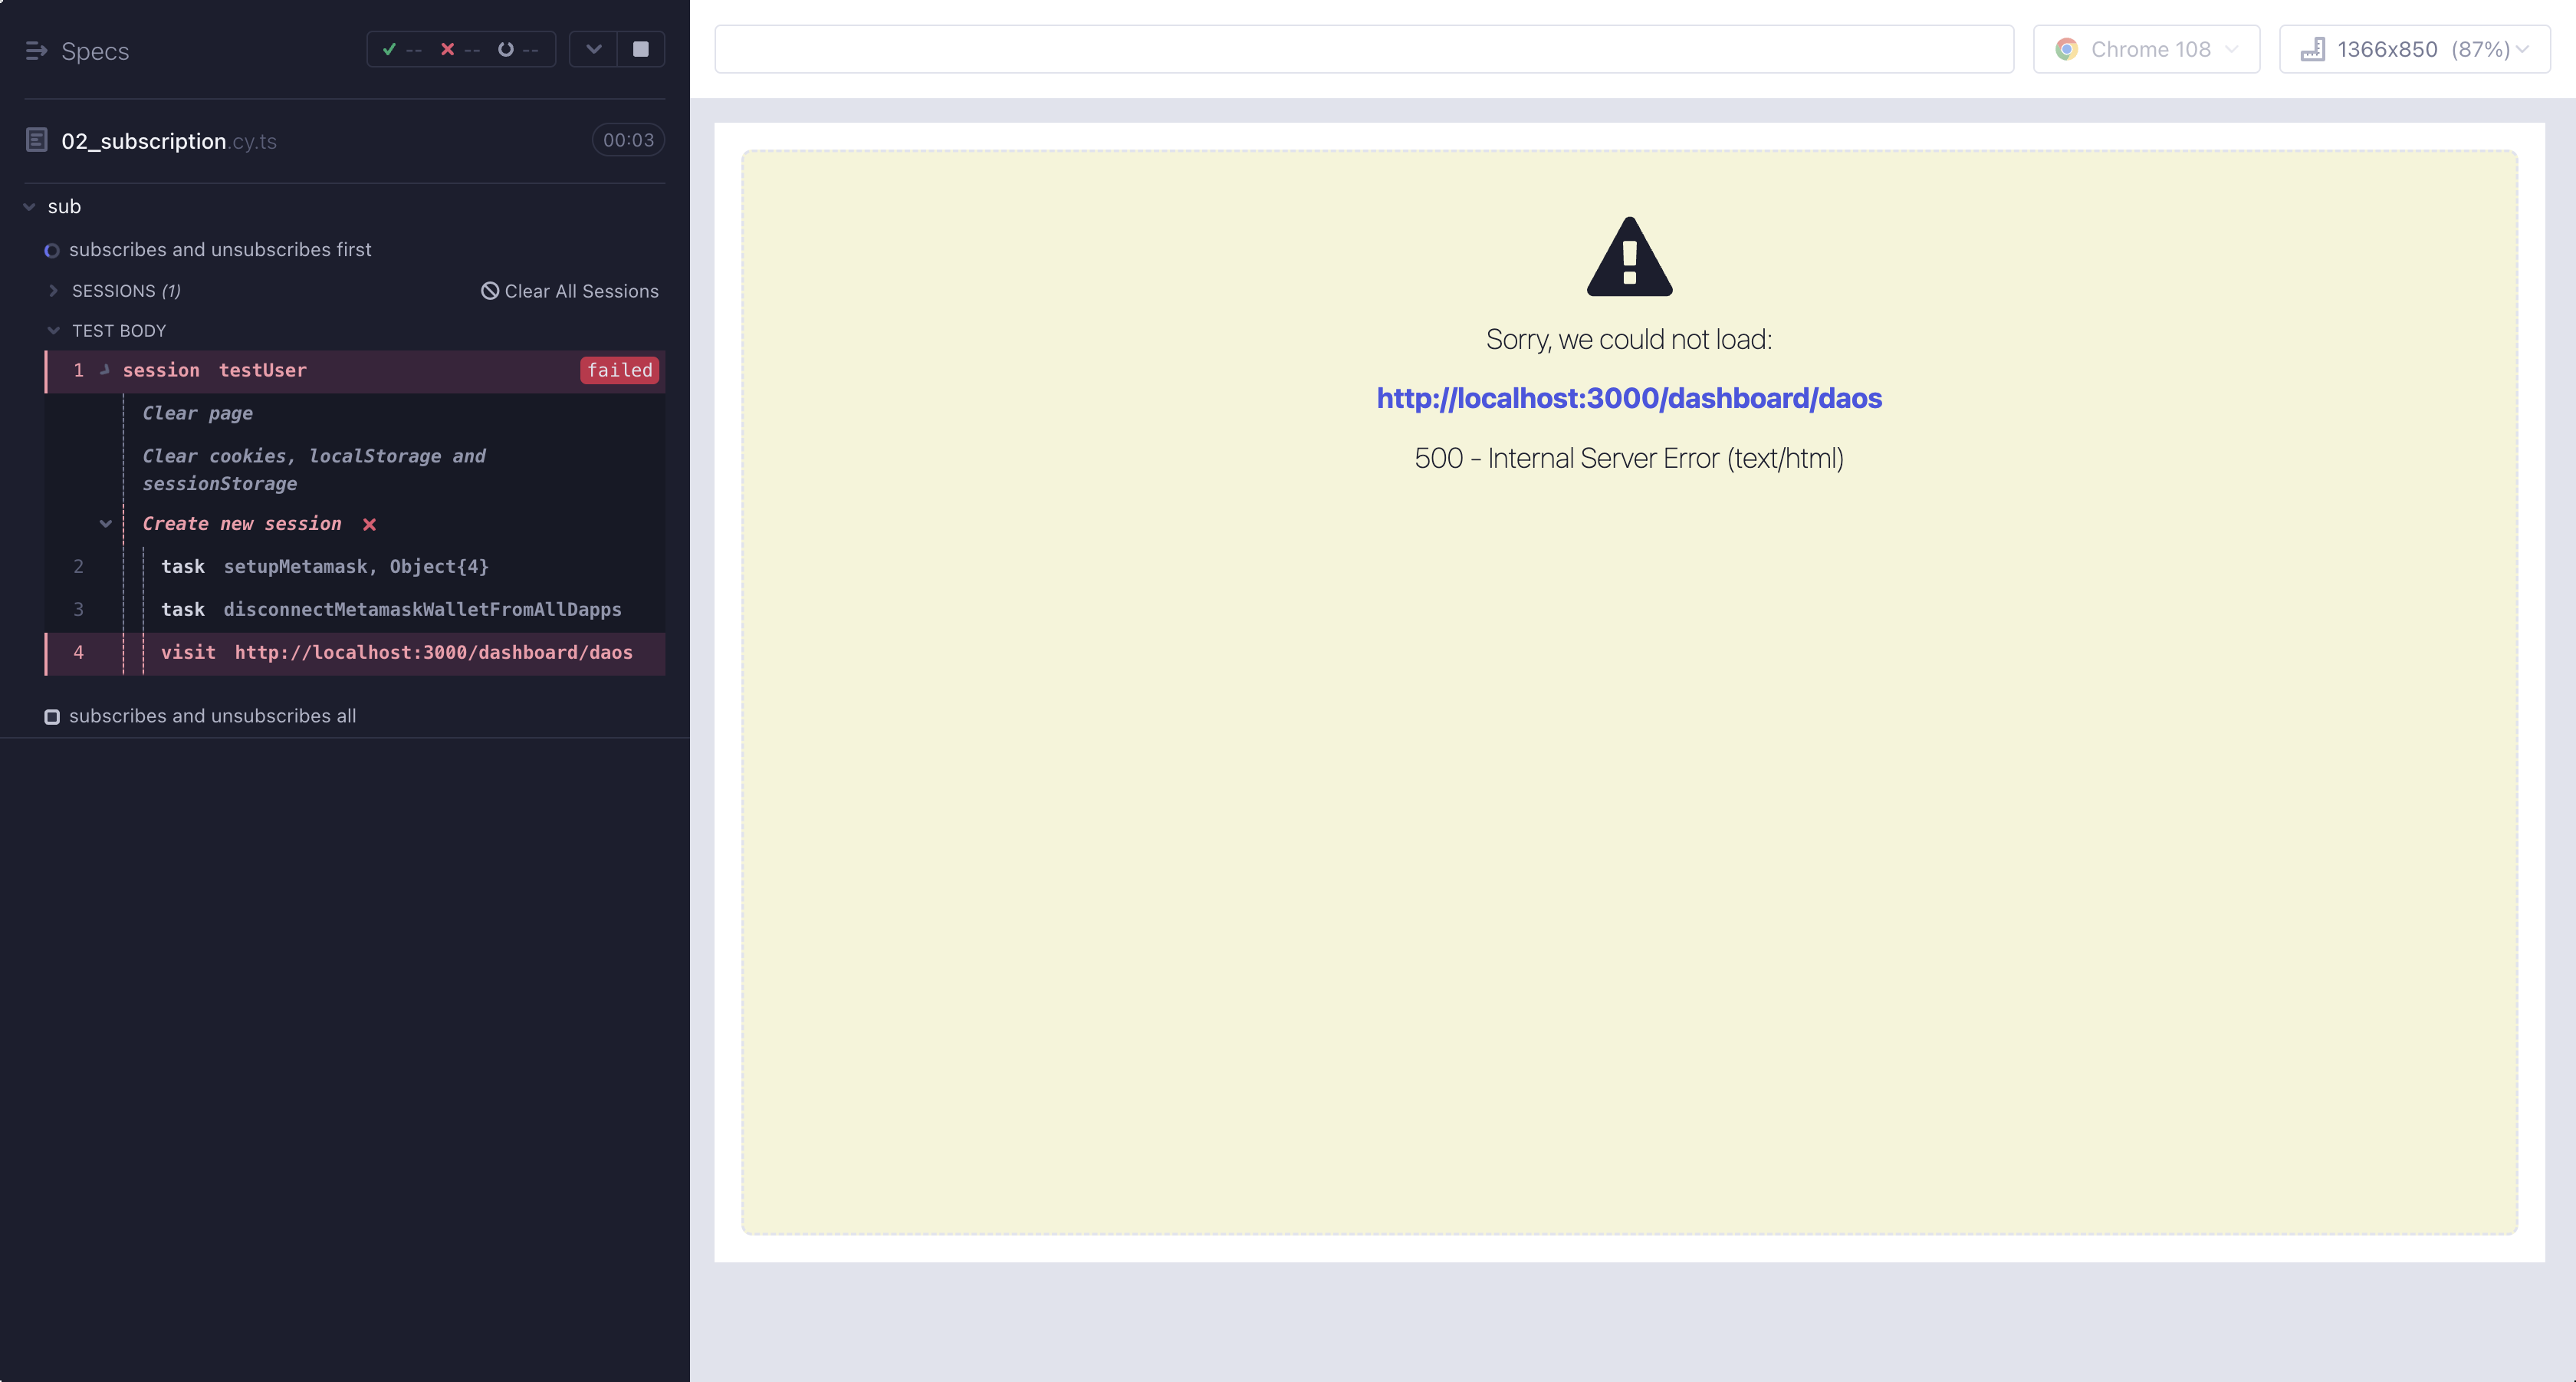 Specs
-- -- --
02_subscription.cy.ts
00:03
sub
subscribes and unsubscribes first
SESSIONS (1)
Clear All Sessions
TEST BODY
1 session testUser failed
Clear page
Clear cookies, localStorage and
sessionStorage
Create new session
2 task setupMetamask, Object{4}
3 task disconnectMetamaskWalletFromAllDapps
4 visit http://localhost:3000/dashboard/daos
subscribes and unsubscribes all
Chrome 108
1366x850 (87%)
Sorry, we could not load:
http://localhost:3000/dashboard/daos
500 - Internal Server Error (text/html)